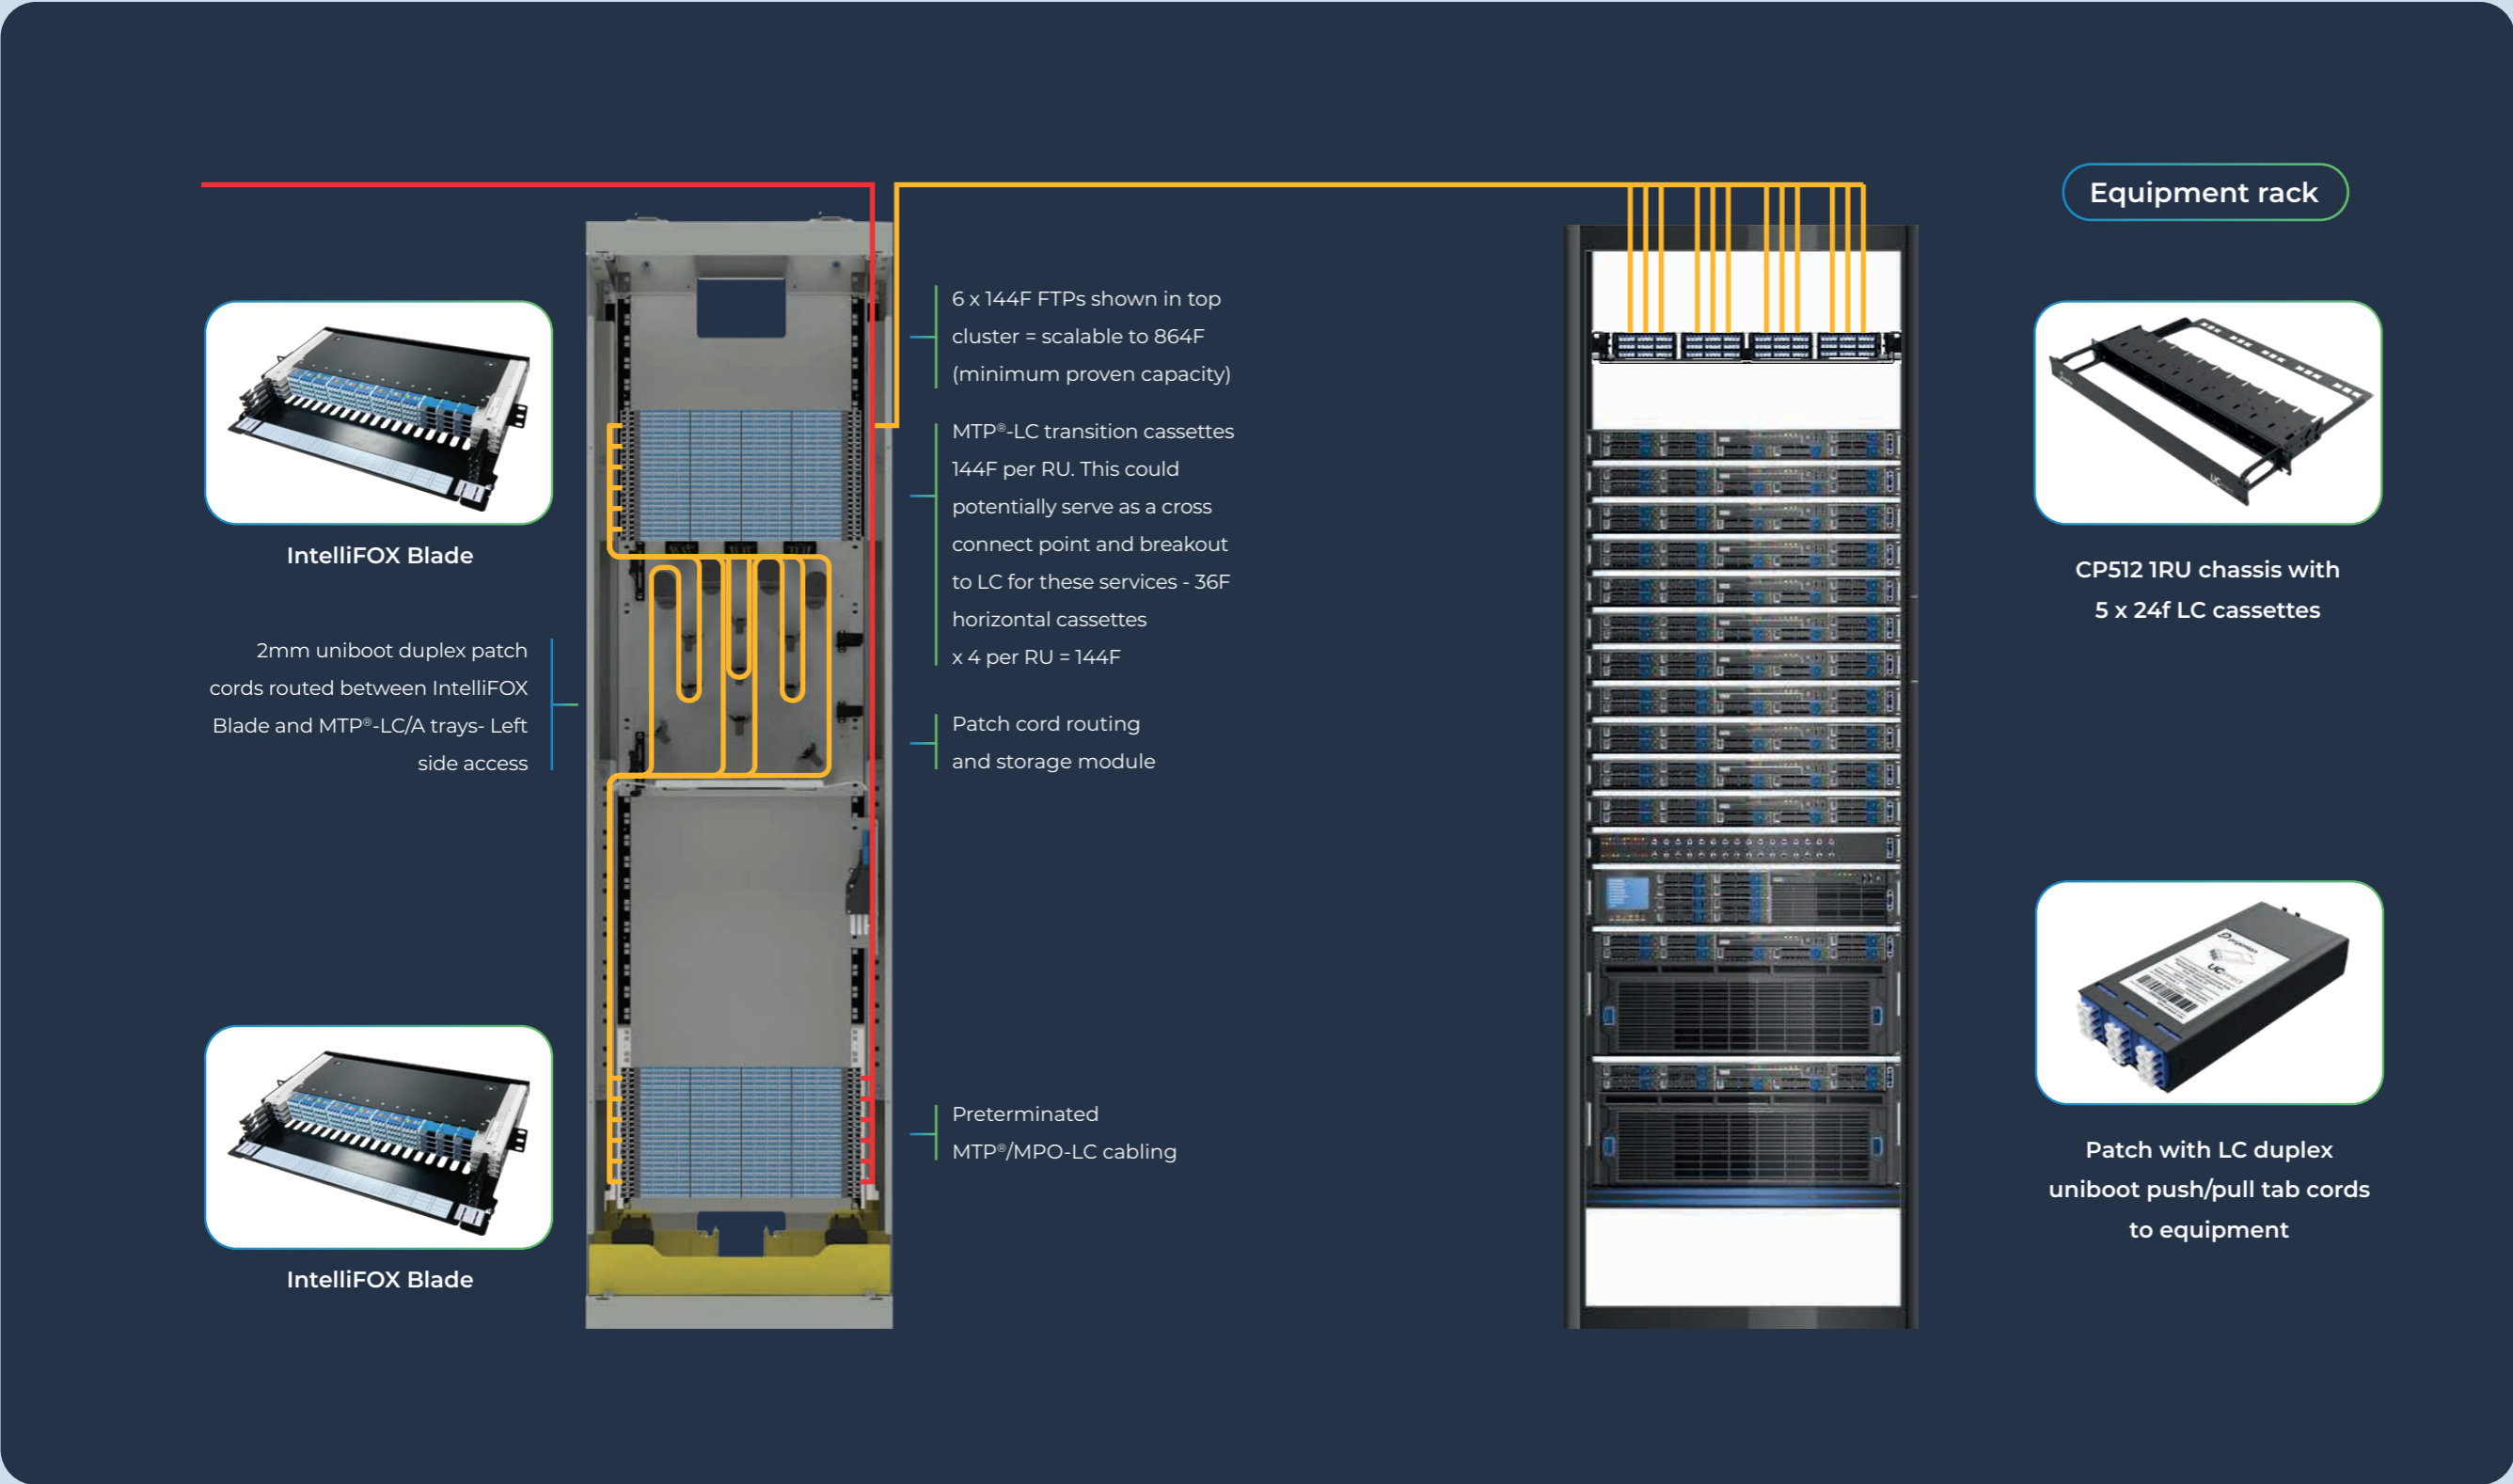 Equipment rack
6 x 144F FTPs shown in top
cluster = scalable to 864F
(minimum proven capacity)
IntelliFOX Blade
MTP®-LC transition cassettes
144F per RU. This could
potentially serve as a cross
connect point and breakout
to LC for these services - 36F
horizontal cassettes
x 4 per RU = 144F
CP512 1RU chassis with
5 x 24f LC cassettes
2mm uniboot duplex patch
cords routed between IntelliFOX
Blade and MTP®-LC/A trays- Left
side access
Patch cord routing
and storage module
Preterminated
MTP®/MPO-LC cabling
IntelliFOX Blade
Patch with LC duplex
uniboot push/pull tab cords
to equipment